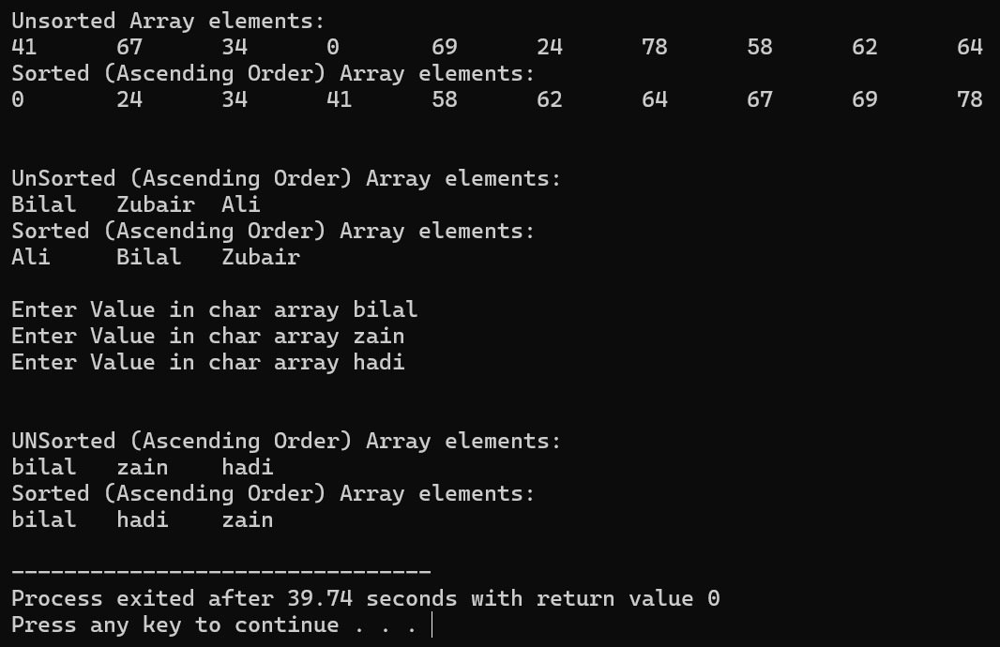 Unsorted Array elements:
41 67 34 0 69 24 78 58 62 64
Sorted (Ascending Order) Array elements:
0 24 34 41 58 62 64 67 69 78
UnSorted (Ascending Order) Array elements:
Bilal Zubair Ali
Sorted (Ascending Order) Array elements:
Ali Bilal Zubair
Enter Value in char array bilal
Enter Value in char array zain
Enter Value in char array hadi
UNSorted (Ascending Order) Array elements:
bilal zain hadi
Sorted (Ascending Order) Array elements:
bilal hadi zain
--------------------------------
Process exited after 39.74 seconds with return value 0
Press any key to continue . . .